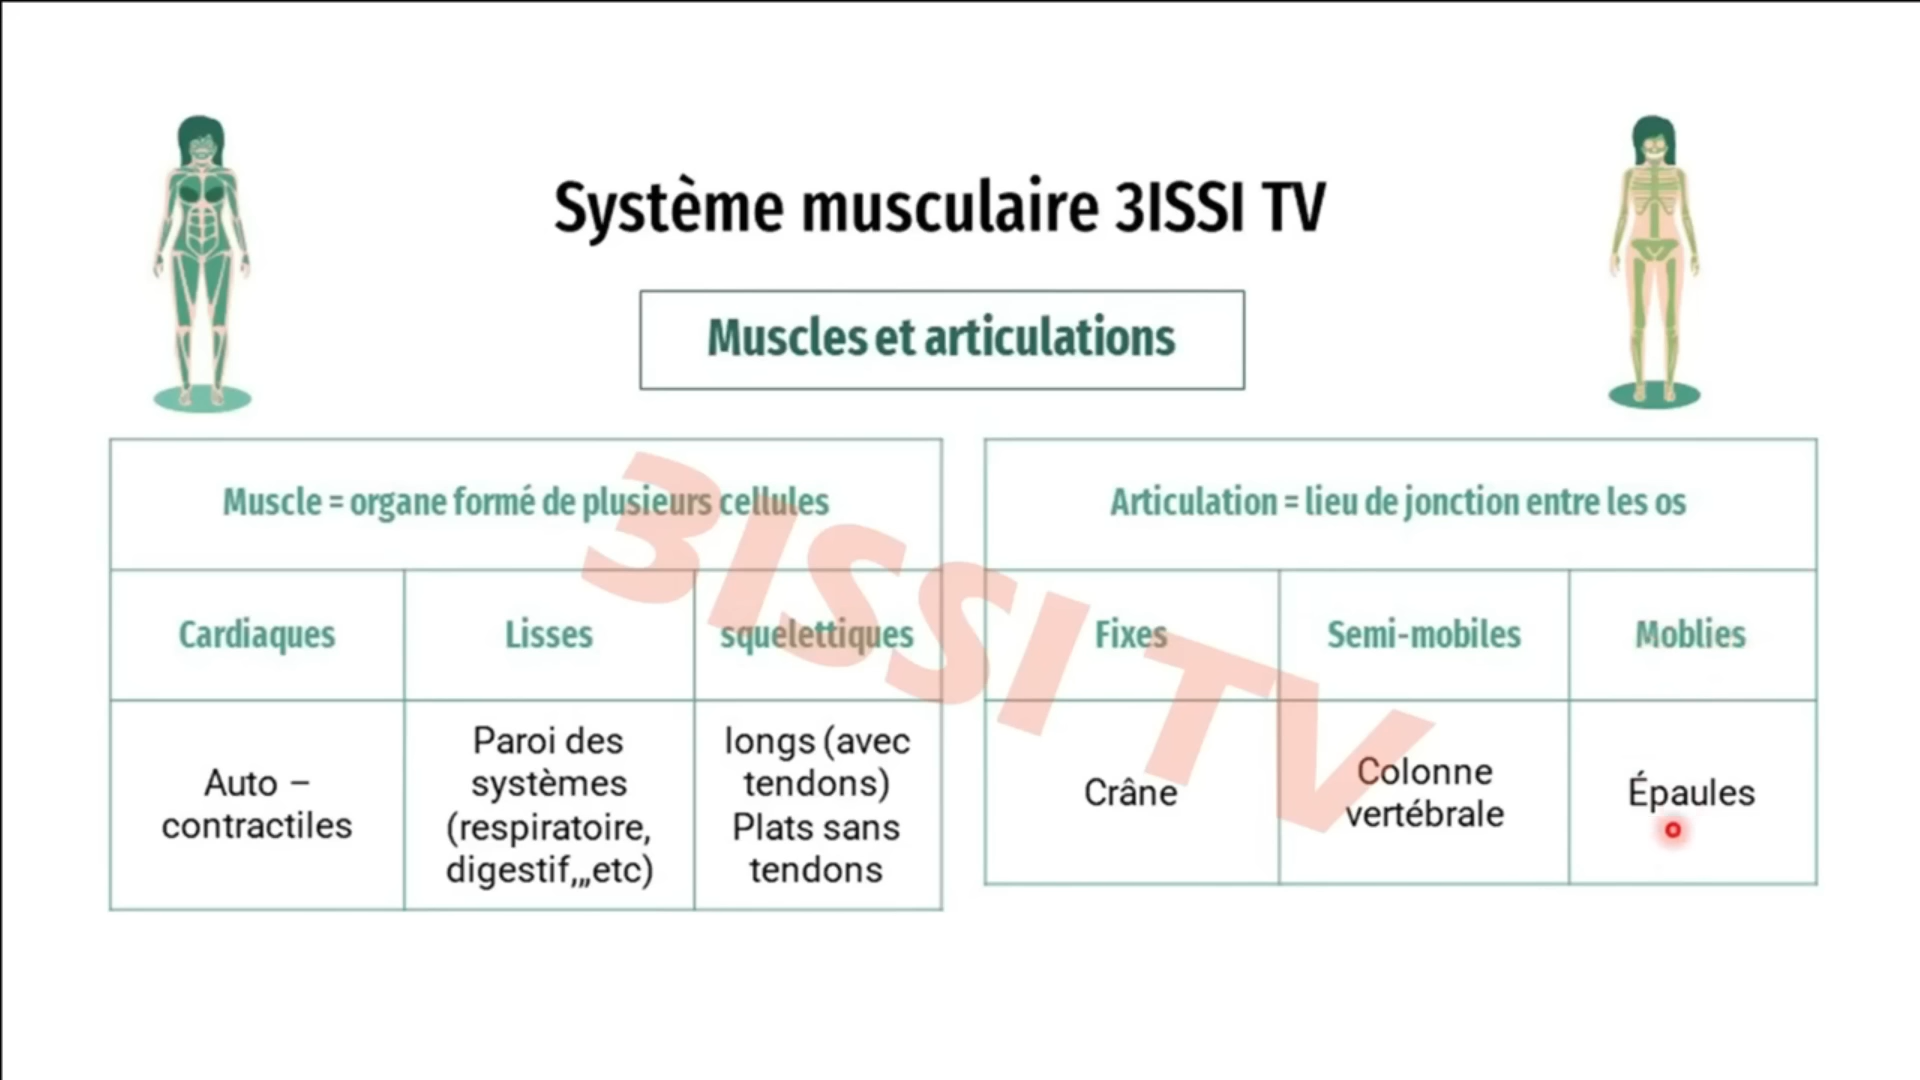 Système musculaire 3ISSI TV
Muscles et articulations
Muscle = organe formé de plusieurs cellules
Cardiaques
Lisses
squelettiques
Auto –
contractiles
Paroi des
systèmes
(respiratoire,
digestif,,,etc)
longs (avec
tendons)
Plats sans
tendons
Articulation = lieu de jonction entre les os
Fixes
Semi-mobiles
Moblies
Crâne
Colonne
vertébrale
Épaules
3ISSI TV